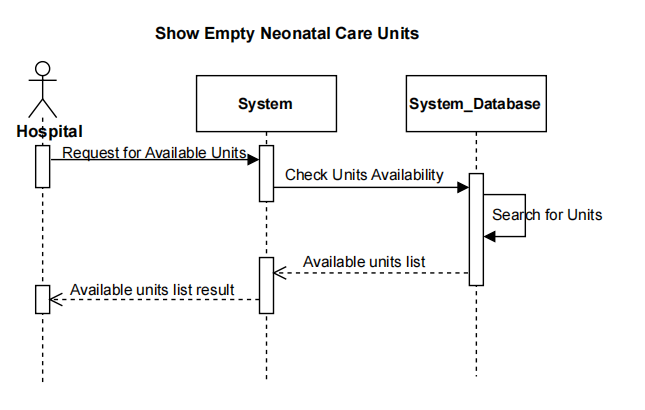 Show Empty Neonatal Care Units
System
System_Database
Hospital
Request for Available Units
Check Units Availability
Search for Units
Available units list
Available units list result